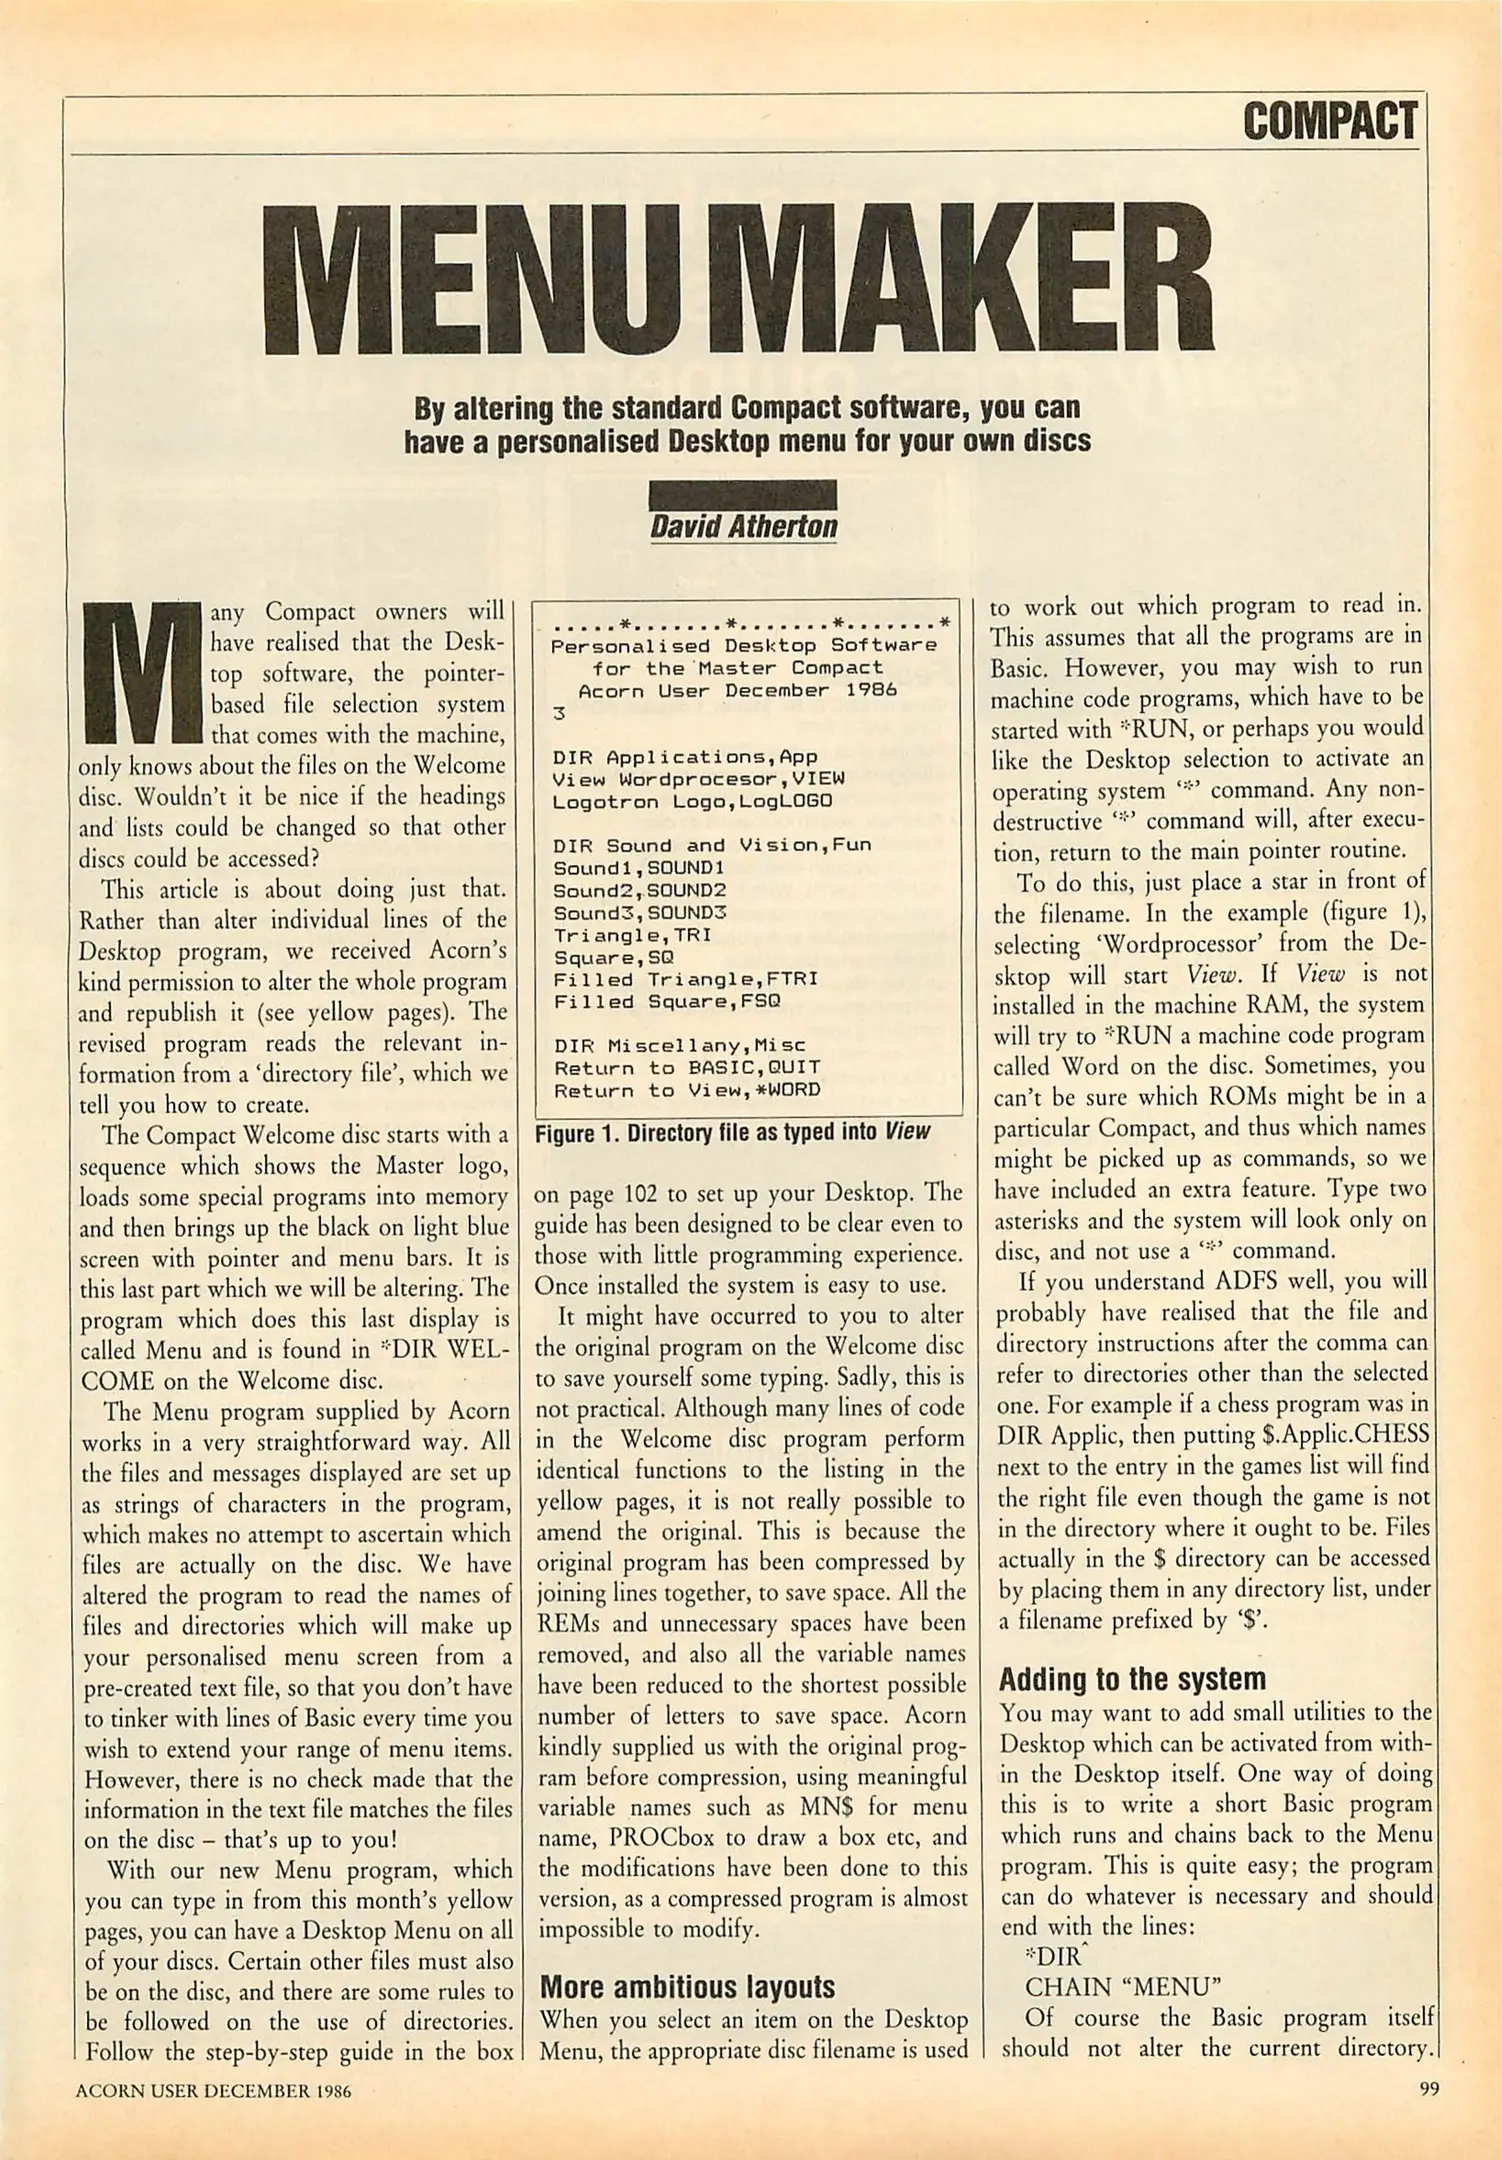 COMPACT
MENU MAKER
By altering the standard Compact software, you can
have a personalised Desktop menu for your own discs
David Atherton
Many Compact owners will
have realised that the Desk-
top software, the pointer-
based file selection system
that comes with the machine,
only knows about the files on the Welcome
disc. Wouldn't it be nice if the headings
and lists could be changed so that other
discs could be accessed?
This article is about doing just that.
Rather than alter individual lines of the
Desktop program, we received Acorn's
kind permission to alter the whole program
and republish it (see yellow pages). The
revised program reads the relevant in-
formation from a 'directory file', which we
tell you how to create.
The Compact Welcome disc starts with a
sequence which shows the Master logo,
loads some special programs into memory
and then brings up the black on light blue
screen with pointer and menu bars. It is
this last part which we will be altering. The
program which does this last display is
called Menu and is found in *DIR WEL-
COME on the Welcome disc.
The Menu program supplied by Acorn
works in a very straightforward way. All
the files and messages displayed are set up
as strings of characters in the program,
which makes no attempt to ascertain which
files are actually on the disc. We have
altered the program to read the names of
files and directories which will make up
your personalised menu screen from a
pre-created text file, so that you don't have
to tinker with lines of Basic every time you
wish to extend your range of menu items.
However, there is no check made that the
information in the text file matches the files
on the disc – that's up to you!
With our new Menu program, which
you can type in from this month's yellow
pages, you can have a Desktop Menu on all
of your discs. Certain other files must also
be on the disc, and there are some rules to
be followed on the use of directories.
Follow the step-by-step guide in the box
.....*.......*.......*.......*
Personalised Desktop Software
for the Master Compact
Acorn User December 1986
3
DIR Applications,App
View Wordprocesor,VIEW
Logotron Logo,LogLOGO
DIR Sound and Vision,Fun
Sound1,SOUND1
Sound2,SOUND2
Sound3,SOUND3
Triangle,TRI
Square,SQ
Filled Triangle,FTRI
Filled Square,FSQ
DIR Miscellany,Misc
Return to BASIC,QUIT
Return to View,*WORD
Figure 1. Directory file as typed into View
on page 102 to set up your Desktop. The
guide has been designed to be clear even to
those with little programming experience.
Once installed the system is easy to use.
It might have occurred to you to alter
the original program on the Welcome disc
to save yourself some typing. Sadly, this is
not practical. Although many lines of code
in the Welcome disc program perform
identical functions to the listing in the
yellow pages, it is not really possible to
amend the original. This is because the
original program has been compressed by
joining lines together, to save space. All the
REMs and unnecessary spaces have been
removed, and also all the variable names
have been reduced to the shortest possible
number of letters to save space. Acorn
kindly supplied us with the original prog-
ram before compression, using meaningful
variable names such as MN$ for menu
name, PROCbox to draw a box etc, and
the modifications have been done to this
version, as a compressed program is almost
impossible to modify.
More ambitious layouts
When you select an item on the Desktop
Menu, the appropriate disc filename is used
to work out which program to read in.
This assumes that all the programs are in
Basic. However, you may wish to run
machine code programs, which have to be
started with *RUN, or perhaps you would
like the Desktop selection to activate an
operating system '*' command. Any non-
destructive '*' command will, after execu-
tion, return to the main pointer routine.
To do this, just place a star in front of
the filename. In the example (figure 1),
selecting 'Wordprocessor' from the De-
sktop will start View. If View is not
installed in the machine RAM, the system
will try to *RUN a machine code program
called Word on the disc. Sometimes, you
can't be sure which ROMs might be in a
particular Compact, and thus which names
might be picked up as commands, so we
have included an extra feature. Type two
asterisks and the system will look only on
disc, and not use a '*' command.
If you understand ADFS well, you will
probably have realised that the file and
directory instructions after the comma can
refer to directories other than the selected
one. For example if a chess program was in
DIR Applic, then putting $.Applic.CHESS
next to the entry in the games list will find
the right file even though the game is not
in the directory where it ought to be. Files
actually in the $ directory can be accessed
by placing them in any directory list, under
a filename prefixed by '$'.
Adding to the system
You may want to add small utilities to the
Desktop which can be activated from with-
in the Desktop itself. One way of doing
this is to write a short Basic program
which runs and chains back to the Menu
program. This is quite easy; the program
can do whatever is necessary and should
end with the lines:
*DIR^
CHAIN "MENU"
Of course the Basic program itself
should not alter the current directory.
ACORN USER DECEMBER 1986
99